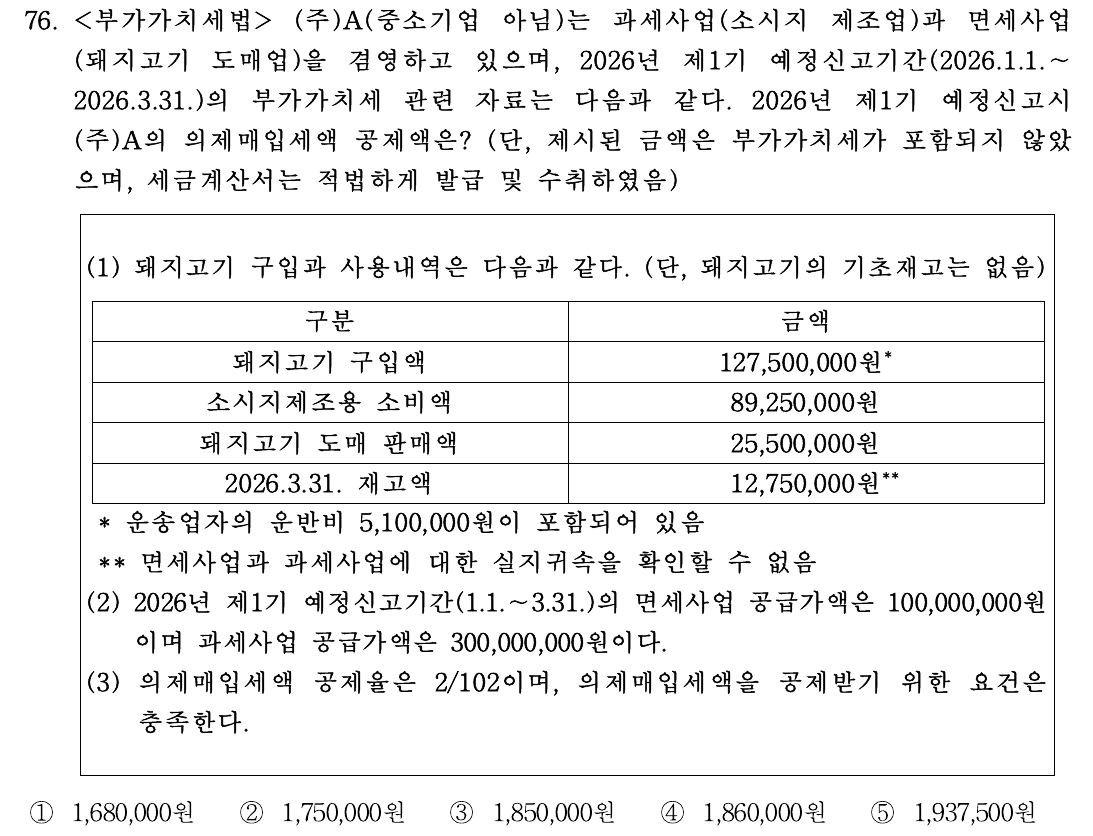 76. <부가가치세법> (주)A(중소기업 아님)는 과세사업(소시지 제조업)과 면세사업
(돼지고기 도매업)을 겸영하고 있으며, 2026년 제1기 예정신고기간(2026.1.1.~
2026.3.31.)의 부가가치세 관련 자료는 다음과 같다. 2026년 제1기 예정신고시
(주)A의 의제매입세액 공제액은? (단, 제시된 금액은 부가가치세가 포함되지 않았
으며, 세금계산서는 적법하게 발급 및 수취하였음)
(1) 돼지고기 구입과 사용내역은 다음과 같다. (단, 돼지고기의 기초재고는 없음)
구분 금액
돼지고기 구입액 127,500,000원*
소시지제조용 소비액 89,250,000원
돼지고기 도매 판매액 25,500,000원
2026.3.31. 재고액 12,750,000원**
* 운송업자의 운반비 5,100,000원이 포함되어 있음
** 면세사업과 과세사업에 대한 실지귀속을 확인할 수 없음
(2) 2026년 제1기 예정신고기간(1.1.~3.31.)의 면세사업 공급가액은 100,000,000원
이며 과세사업 공급가액은 300,000,000원이다.
(3) 의제매입세액 공제율은 2/102이며, 의제매입세액을 공제받기 위한 요건은
충족한다.
① 1,680,000원 ② 1,750,000원 ③ 1,850,000원 ④ 1,860,000원 ⑤ 1,937,500원